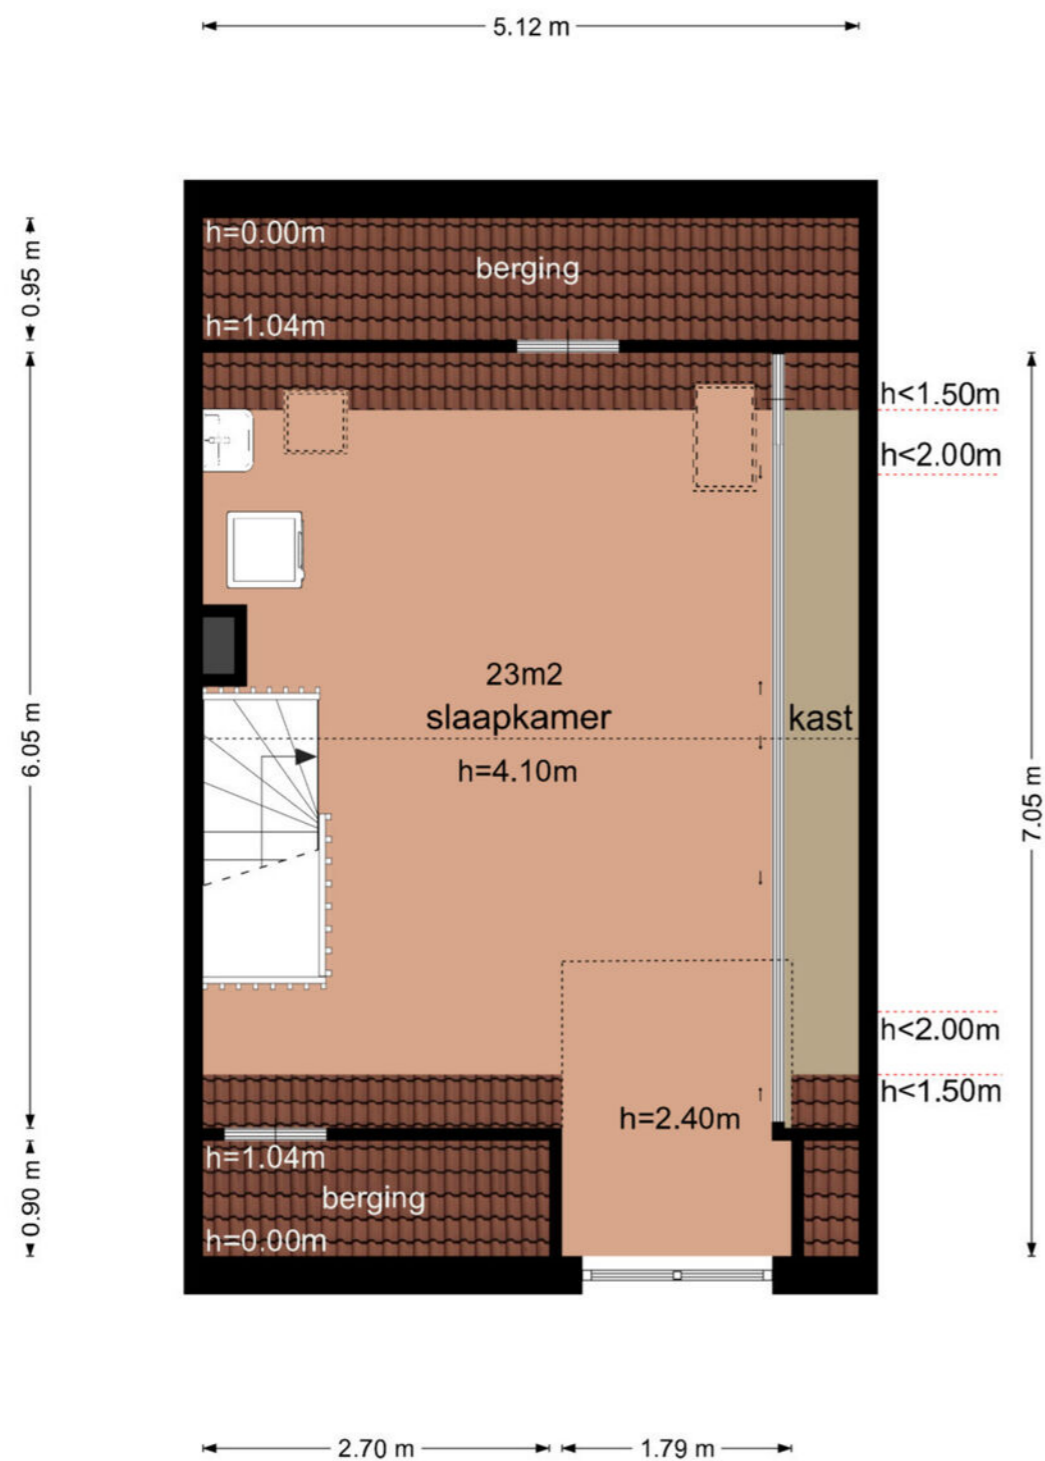 5.12 m
h=0.00m
berging
0.95 m
h=1.04m
h<1.50m
h<2.00m
23m2
slaapkamer
kast
h=4.10m
6.05 m
7.05 m
h<2.00m
h<1.50m
h=2.40m
h=1.04m
berging
0.90 m
h=0.00m
2.70 m
1.79 m